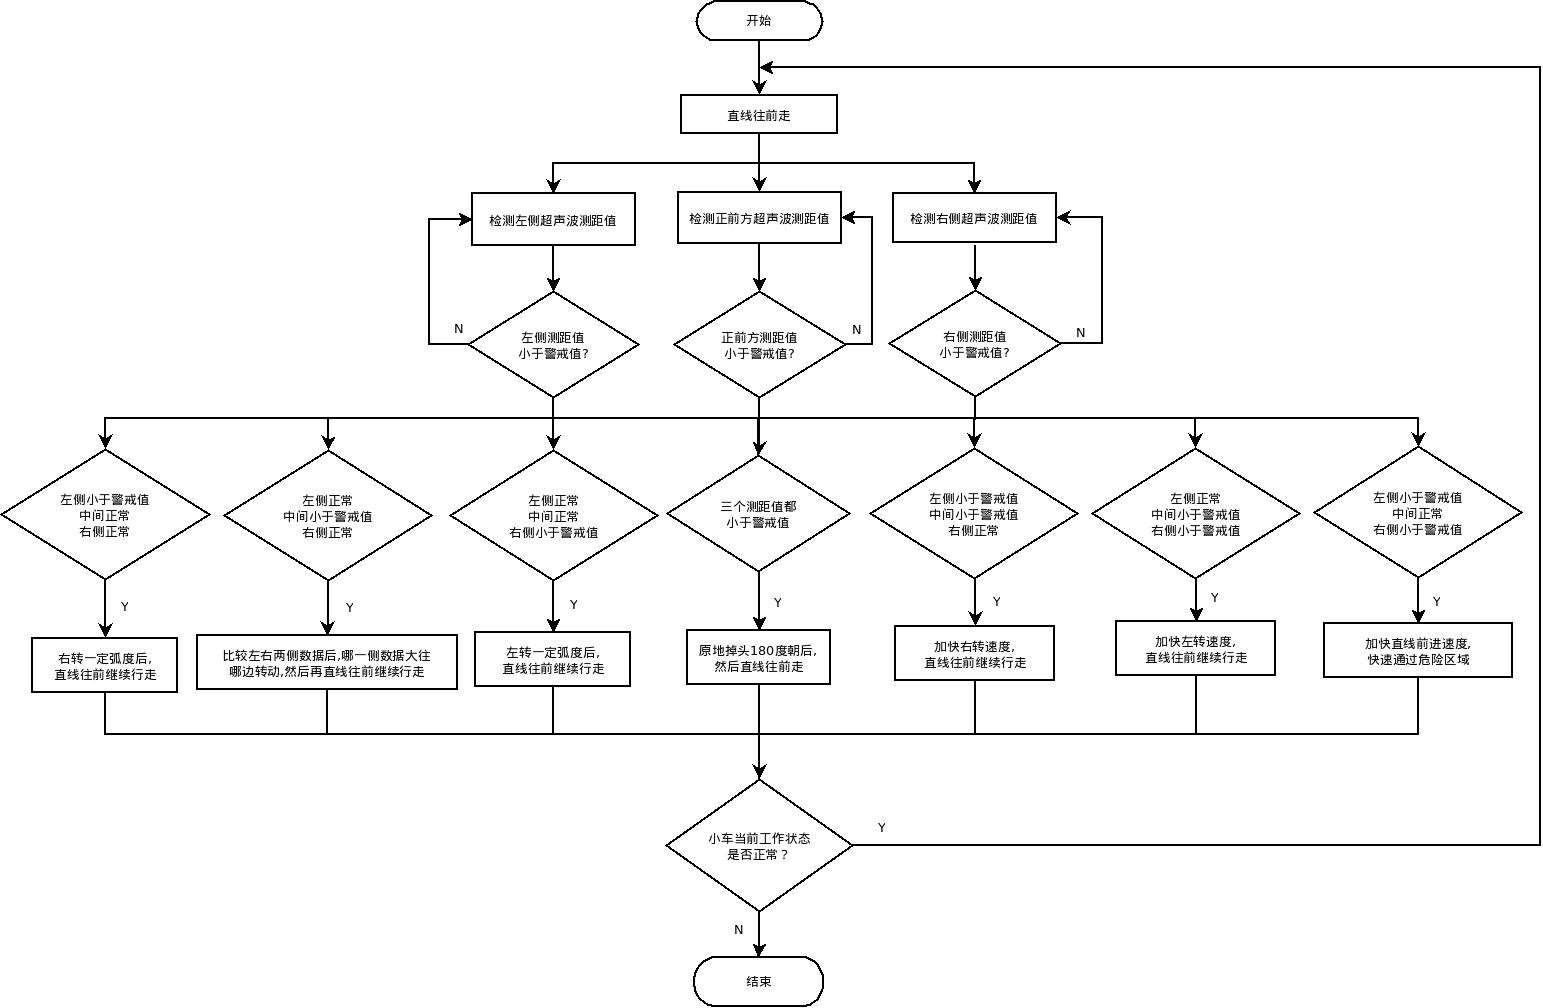 开始
直线往前走
检测左侧超声波测距值
检测正前方超声波测距值
检测右侧超声波测距值
左侧测距值
小于警戒值?
N
正前方测距值
小于警戒值?
N
右侧测距值
小于警戒值?
N
左侧小于警戒值
中间正常
右侧正常
左侧正常
中间小于警戒值
右侧正常
左侧正常
中间正常
右侧小于警戒值
三个测距值都
小于警戒值
左侧小于警戒值
中间小于警戒值
右侧正常
左侧正常
中间小于警戒值
右侧小于警戒值
左侧小于警戒值
中间正常
右侧小于警戒值
Y
Y
Y
Y
Y
Y
Y
右转一定弧度后,
直线往前继续行走
比较左右两侧数据后,哪一侧数据大往
哪边转动,然后再直线往前继续行走
左转一定弧度后,
直线往前继续行走
原地掉头180度朝后,
然后直线往前走
加快右转速度,
直线往前继续行走
加快左转速度,
直线往前继续行走
加快直线前进速度,
快速通过危险区域
小车当前工作状态
是否正常？
Y
N
结束